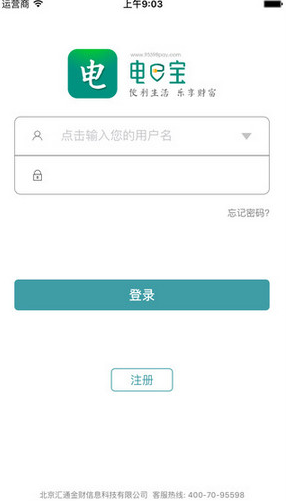 运营商 上午9:03
www.95598pay.com
电 电e宝
便利生活 乐享财富
点击输入您的用户名
忘记密码?
登录
注册
北京汇通金财信息科技有限公司 客服热线: 400-70-95598